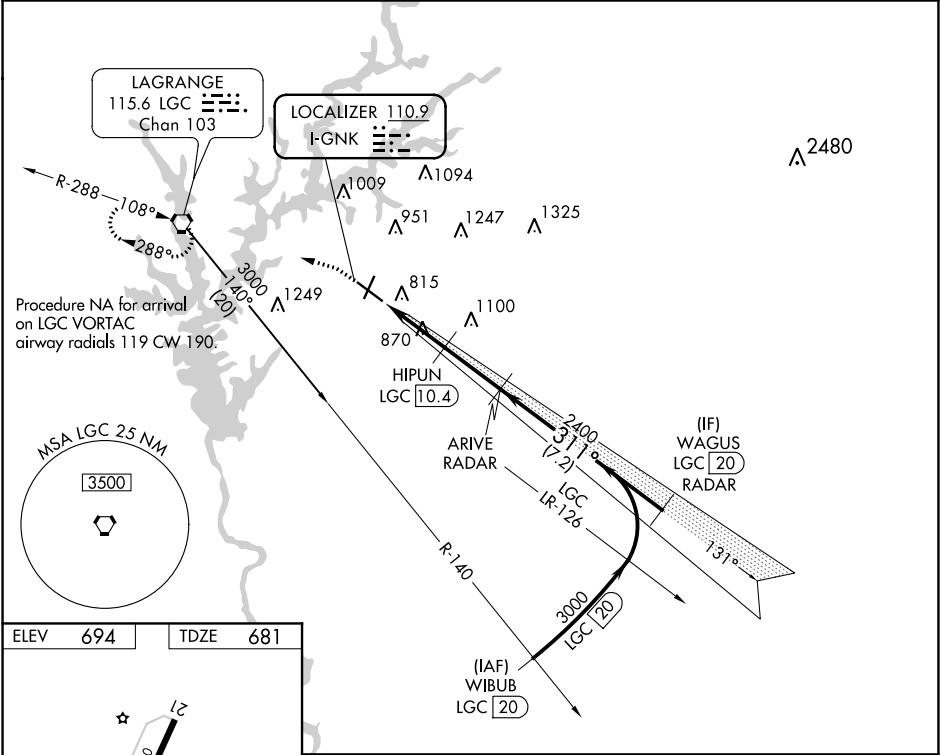 LAGRANGE
115.6 LGC
Chan 103
LOCALIZER 110.9
I-GNK
2480
1094
1009
R-288
108°
951
1247
1325
288°
3000
140°
(20)
1249
815
Procedure NA for arrival
on LGC VORTAC
airway radials 119 CW 190.
1100
870
HIPUN
LGC 10.4
2400
311°
(7.2)
(IF)
WAGUS
LGC 20
RADAR
ARIVE
RADAR
MSA LGC 25 NM
3500
LGC
LR-126
131°
R-140
3000
LGC 20
(IAF)
WIBUB
LGC 20
ELEV 694
TDZE 681
21